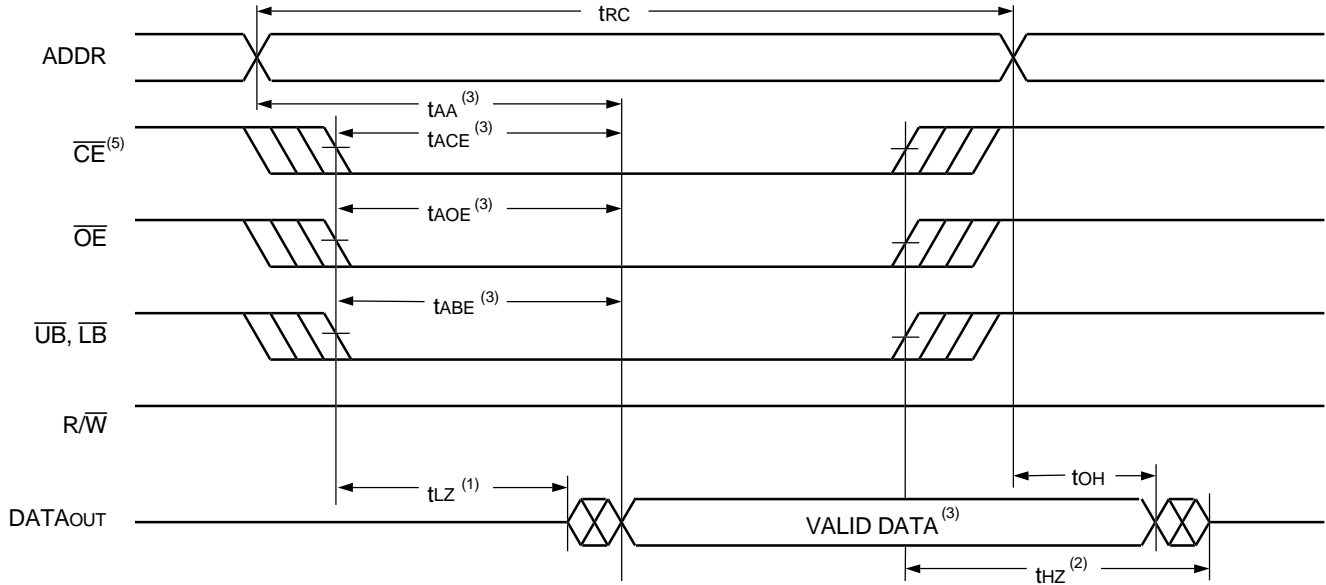 tRC
ADDR
tAA (3)
CE(5)
tACE (3)
OE
tAOE (3)
UB, LB
tABE (3)
R/W
tLZ (1)
tOH
DATAOUT
VALID DATA(3)
tHZ (2)